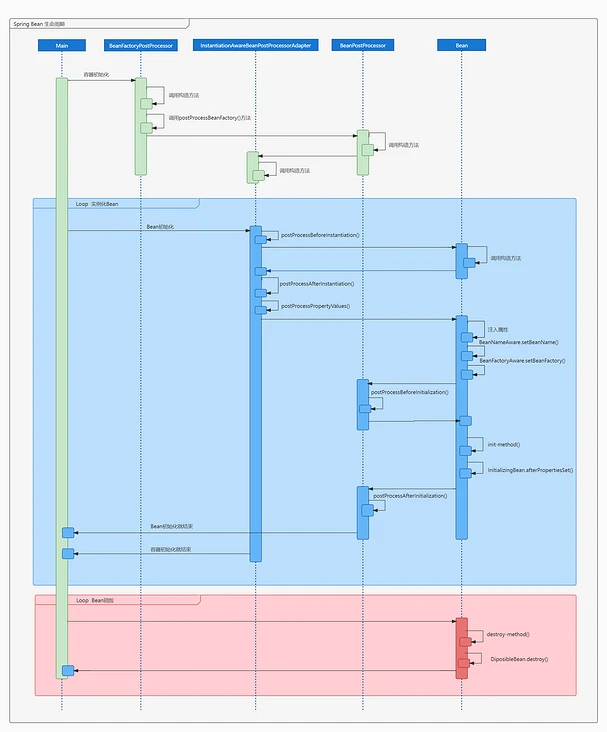 Spring Bean 生命周期
Main
BeanFactoryPostProcessor
InstantiationAwareBeanPostProcessorAdapter
BeanPostProcessor
Bean
容器初始化
调用构造方法
调用postProcessBeanFactory()方法
调用构造方法
调用构造方法
Loop 实例化Bean
Bean初始化
postProcessBeforeInstantiation()
调用构造方法
postProcessAfterInstantiation()
postProcessPropertyValues()
注入属性
BeanNameAware.setBeanName()
BeanFactoryAware.setBeanFactory()
postProcessBeforeInitialization()
init-method()
InitializingBean.afterPropertiesSet()
postProcessAfterInitialization()
Bean初始化就结束
容器初始化就结束
Loop Bean销毁
destroy-method()
DiposibleBean.destroy()